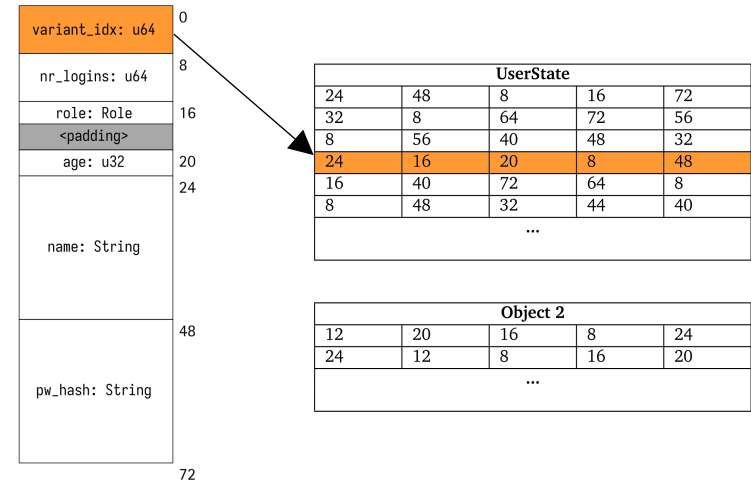 variant_idx: u64
0
nr_logins: u64
8
role: Role
16
<padding>
age: u32
20
name: String
24
pw_hash: String
48
72
UserState
24 48 8 16 72
32 8 64 72 56
8 56 40 48 32
24 16 20 8 48
16 40 72 64 8
8 48 32 44 40
...
Object 2
12 20 16 8 24
24 12 8 16 20
...